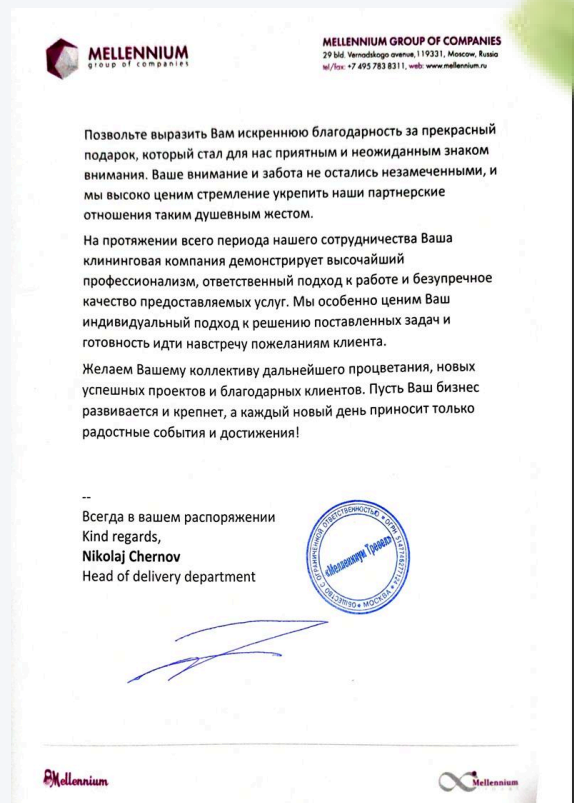 MELLENNIUM
group of companies
MELLENNIUM GROUP OF COMPANIES
29 bld. Vernadskogo avenue, 119331, Moscow, Russia
tel/fax: +7 495 783 8311, web: www.mellennium.ru
Позвольте выразить Вам искреннюю благодарность за прекрасный
подарок, который стал для нас приятным и неожиданным знаком
внимания. Ваше внимание и забота не остались незамеченными, и
мы высоко ценим стремление укрепить наши партнерские
отношения таким душевным жестом.
На протяжении всего периода нашего сотрудничества Ваша
клининговая компания демонстрирует высочайший
профессионализм, ответственный подход к работе и безупречное
качество предоставляемых услуг. Мы особенно ценим Ваш
индивидуальный подход к решению поставленных задач и
готовность идти навстречу пожеланиям клиента.
Желаем Вашему коллективу дальнейшего процветания, новых
успешных проектов и благодарных клиентов. Пусть Ваш бизнес
развивается и крепнет, а каждый новый день приносит только
радостные события и достижения!
--
Всегда в вашем распоряжении
Kind regards,
Nikolaj Chernov
Head of delivery department
ОБЩЕСТВО С ОГРАНИЧЕННОЙ ОТВЕТСТВЕННОСТЬЮ
ОГРН
МОСКВА
«Мелленниум Тревел»
Mellennium
Mellennium